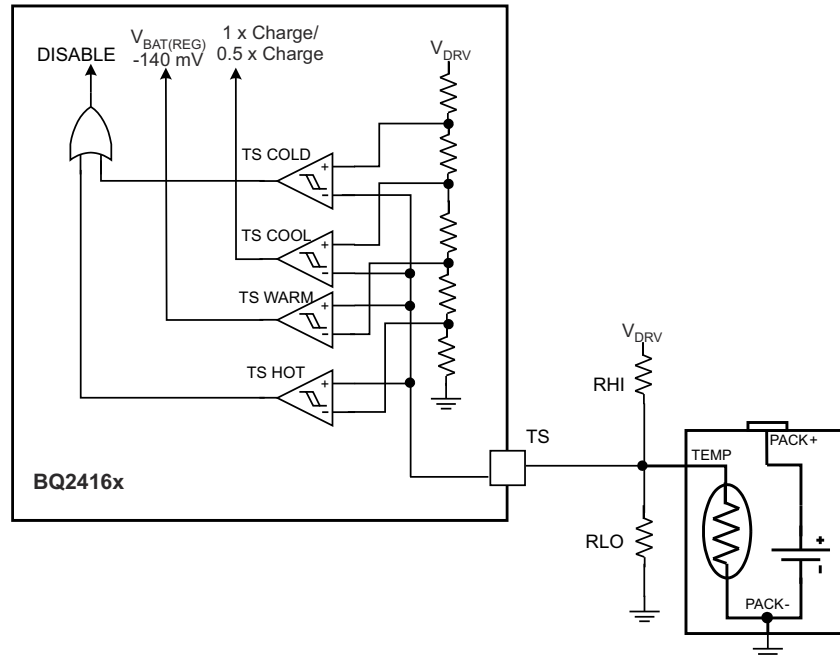 DISABLE
V_BAT(REG)
-140 mV
1 x Charge/
0.5 x Charge
V_DRV
TS COLD
+
-
TS COOL
+
-
TS WARM
+
-
TS HOT
+
-
BQ2416x
TS
V_DRV
RHI
RLO
TEMP
PACK+
+
-
PACK-